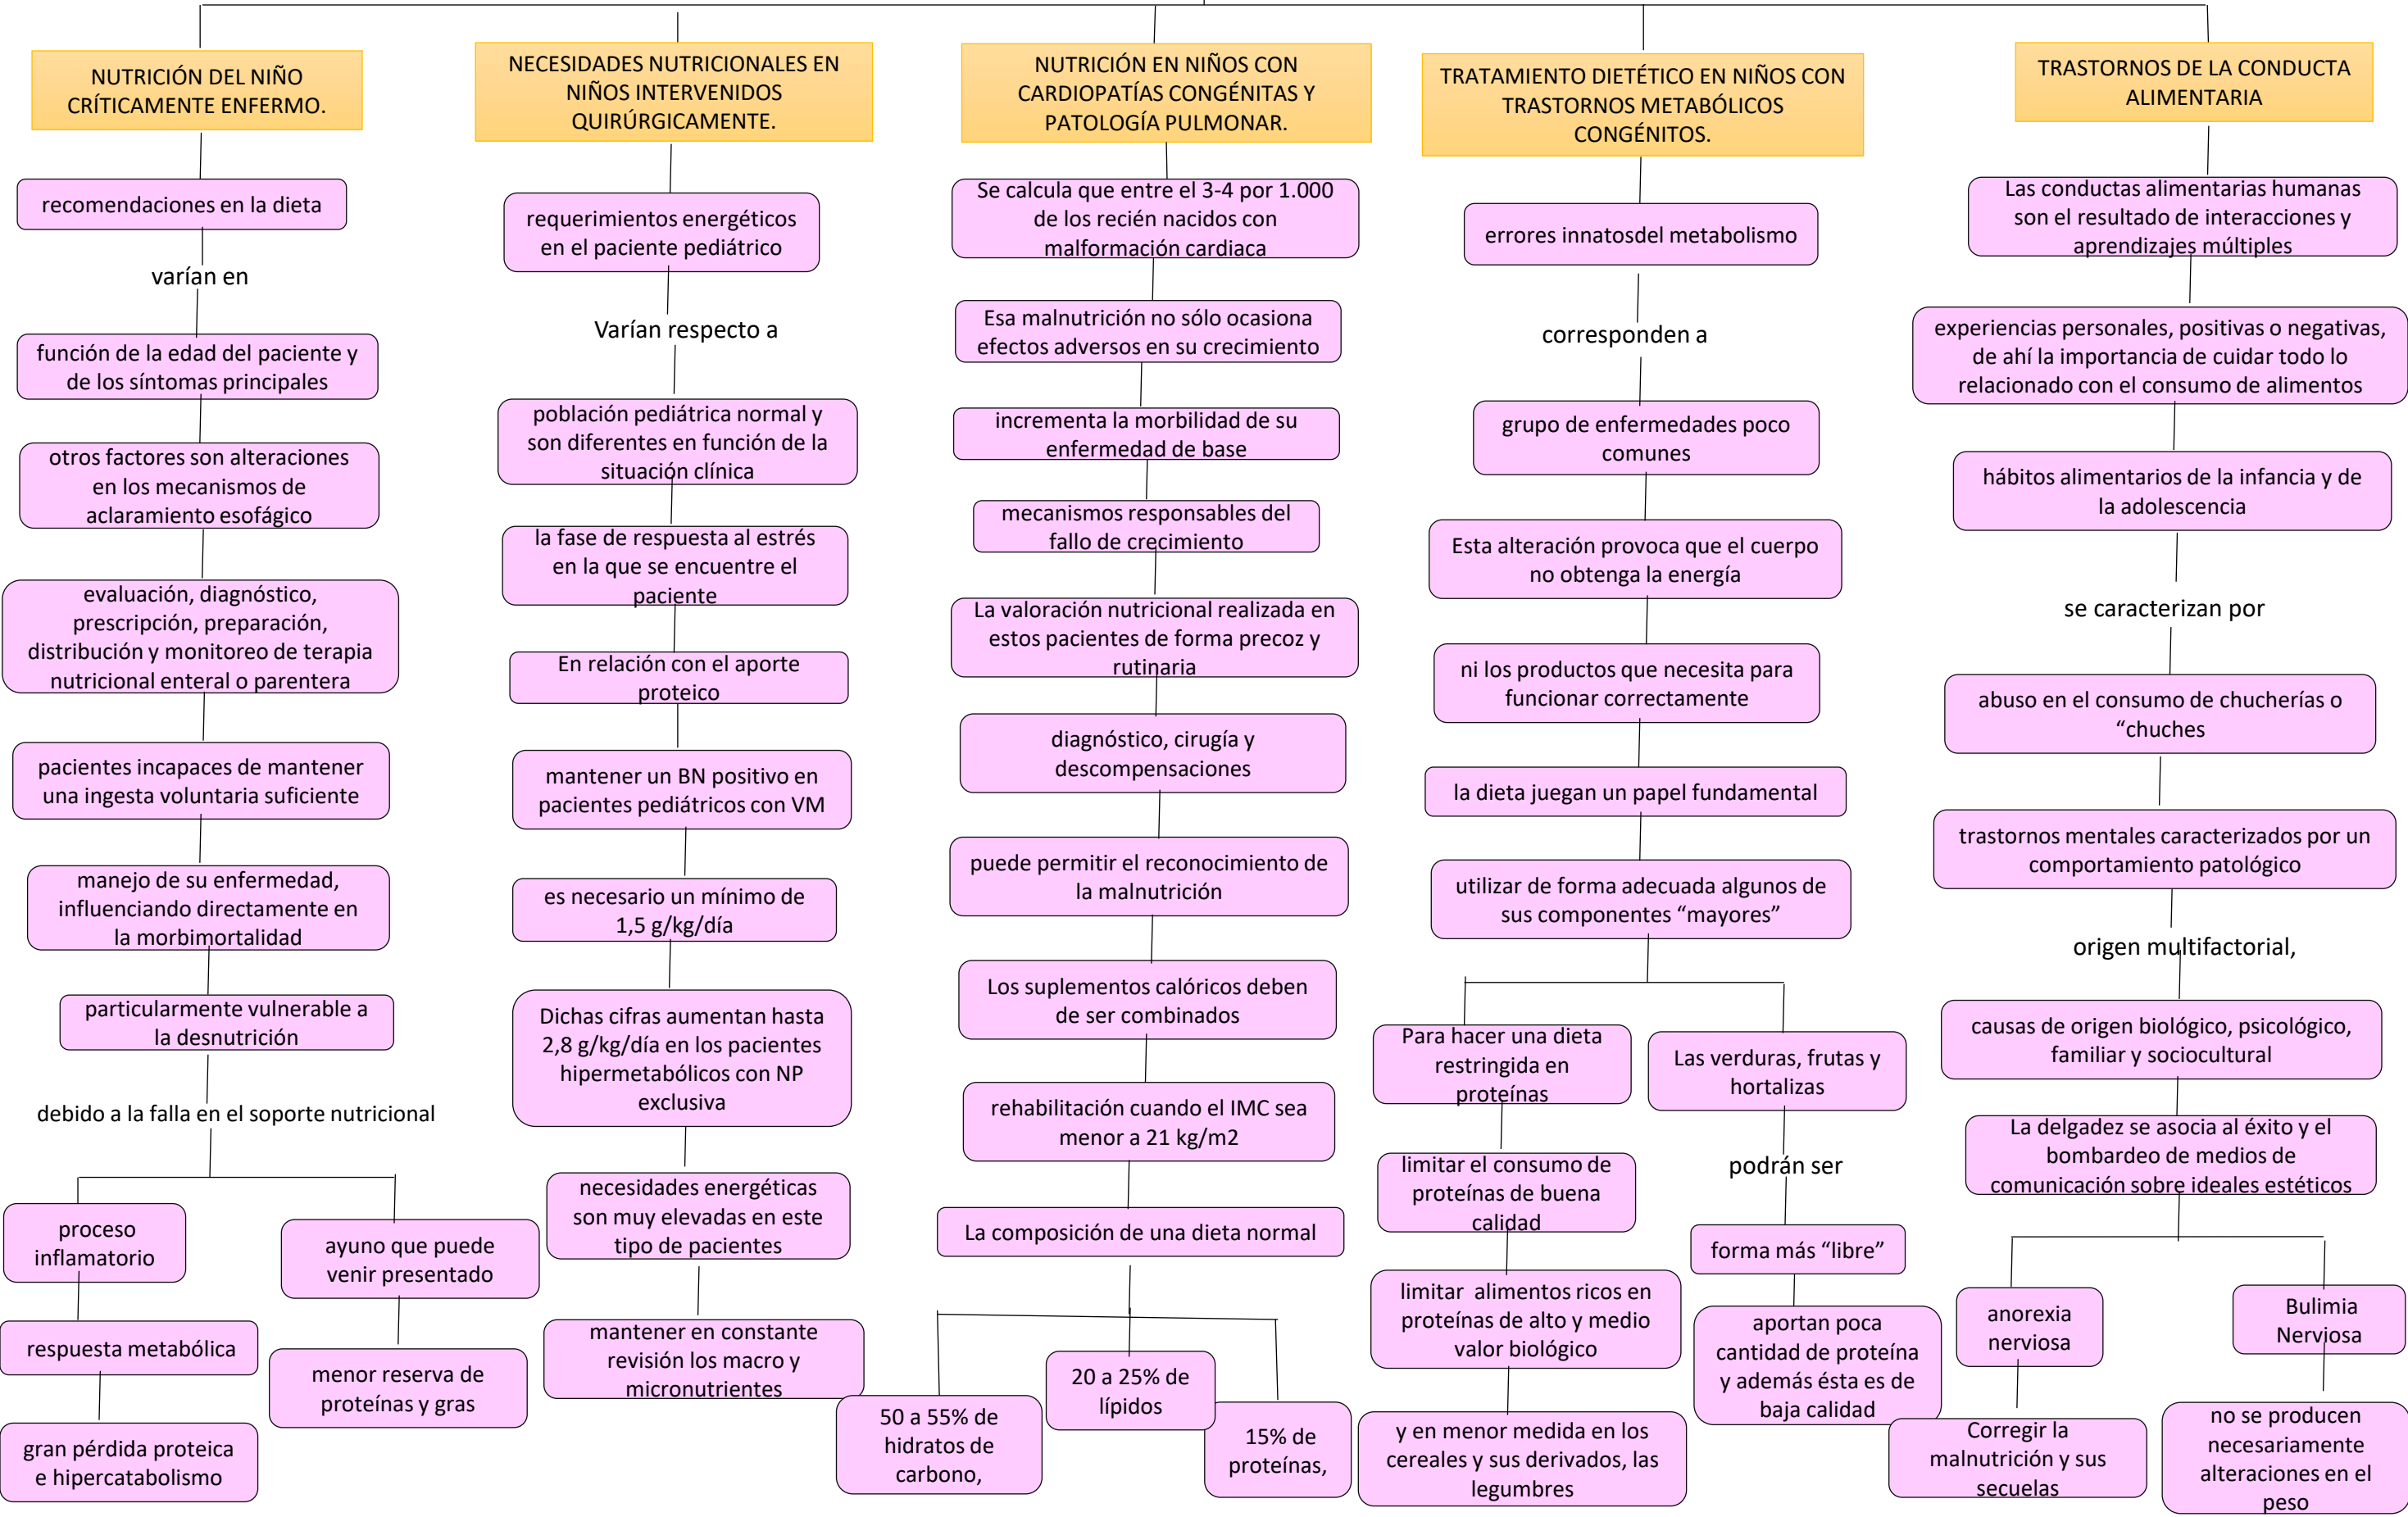 NUTRICIÓN DEL NIÑO
CRÍTICAMENTE ENFERMO.
recomendaciones en la dieta
varían en
función de la edad del paciente y
de los síntomas principales
otros factores son alteraciones
en los mecanismos de
aclaramiento esofágico
evaluación, diagnóstico,
prescripción, preparación,
distribución y monitoreo de terapia
nutricional enteral o parentera
pacientes incapaces de mantener
una ingesta voluntaria suficiente
manejo de su enfermedad,
influenciando directamente en
la morbimortalidad
particularmente vulnerable a
la desnutrición
debido a la falla en el soporte nutricional
proceso
inflamatorio
respuesta metabólica
gran pérdida proteica
e hipercatabolismo
ayuno que puede
venir presentado
menor reserva de
proteínas y gras
NECESIDADES NUTRICIONALES EN
NIÑOS INTERVENIDOS
QUIRÚRGICAMENTE.
requerimientos energéticos
en el paciente pediátrico
Varían respecto a
población pediátrica normal y
son diferentes en función de la
situación clínica
la fase de respuesta al estrés
en la que se encuentre el
paciente
En relación con el aporte
proteico
mantener un BN positivo en
pacientes pediátricos con VM
es necesario un mínimo de
1,5 g/kg/día
Dichas cifras aumentan hasta
2,8 g/kg/día en los pacientes
hipermetabólicos con NP
exclusiva
necesidades energéticas
son muy elevadas en este
tipo de pacientes
mantener en constante
revisión los macro y
micronutrientes
NUTRICIÓN EN NIÑOS CON
CARDIOPATÍAS CONGÉNITAS Y
PATOLOGÍA PULMONAR.
Se calcula que entre el 3-4 por 1.000
de los recién nacidos con
malformación cardiaca
Esa malnutrición no sólo ocasiona
efectos adversos en su crecimiento
incrementa la morbilidad de su
enfermedad de base
mecanismos responsables del
fallo de crecimiento
La valoración nutricional realizada en
estos pacientes de forma precoz y
rutinaria
diagnóstico, cirugía y
descompensaciones
puede permitir el reconocimiento de
la malnutrición
Los suplementos calóricos deben
de ser combinados
rehabilitación cuando el IMC sea
menor a 21 kg/m2
La composición de una dieta normal
50 a 55% de
hidratos de
carbono,
20 a 25% de
lípidos
15% de
proteínas,
TRATAMIENTO DIETÉTICO EN NIÑOS CON
TRASTORNOS METABÓLICOS
CONGÉNITOS.
errores innatosdel metabolismo
corresponden a
grupo de enfermedades poco
comunes
Esta alteración provoca que el cuerpo
no obtenga la energía
ni los productos que necesita para
funcionar correctamente
la dieta juegan un papel fundamental
utilizar de forma adecuada algunos de
sus componentes “mayores”
Para hacer una dieta
restringida en
proteínas
limitar el consumo de
proteínas de buena
calidad
limitar  alimentos ricos en
proteínas de alto y medio
valor biológico
y en menor medida en los
cereales y sus derivados, las
legumbres
Las verduras, frutas y
hortalizas
podrán ser
forma más “libre”
aportan poca
cantidad de proteína
y además ésta es de
baja calidad
TRASTORNOS DE LA CONDUCTA
ALIMENTARIA
Las conductas alimentarias humanas
son el resultado de interacciones y
aprendizajes múltiples
experiencias personales, positivas o negativas,
de ahí la importancia de cuidar todo lo
relacionado con el consumo de alimentos
hábitos alimentarios de la infancia y de
la adolescencia
se caracterizan por
abuso en el consumo de chucherías o
“chuches
trastornos mentales caracterizados por un
comportamiento patológico
origen multifactorial,
causas de origen biológico, psicológico,
familiar y sociocultural
La delgadez se asocia al éxito y el
bombardeo de medios de
comunicación sobre ideales estéticos
anorexia
nerviosa
Corregir la
malnutrición y sus
secuelas
Bulimia
Nerviosa
no se producen
necesariamente
alteraciones en el
peso